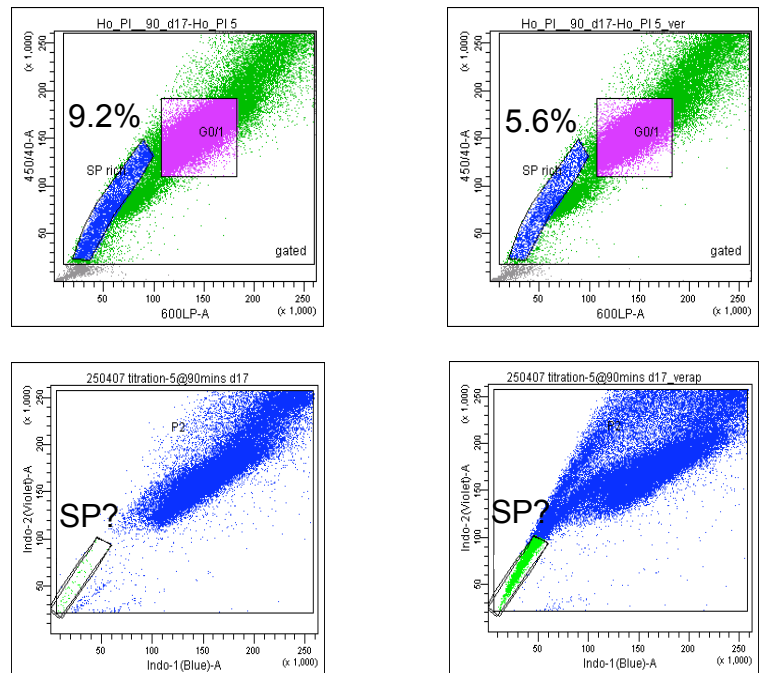 Ho_PI__90_d17-Ho_PI 5
(x 1,000)
250
200
150
100
50
450/40-A
9.2%
SP rich
G0/1
gated
50 100 150 200 250
600LP-A
(x 1,000)
Ho_PI__90_d17-Ho_PI 5_ver
(x 1,000)
250
200
150
100
50
450/40-A
5.6%
SP rich
G0/1
gated
50 100 150 200 250
600LP-A
(x 1,000)
250407 titration-5@90mins d17
(x 1,000)
250
200
150
100
50
Indo-2(Violet)-A
P2
SP?
50 100 150 200 250
Indo-1(Blue)-A
(x 1,000)
250407 titration-5@90mins d17_verap
(x 1,000)
250
200
150
100
50
Indo-2(Violet)-A
P2
SP?
50 100 150 200 250
Indo-1(Blue)-A
(x 1,000)